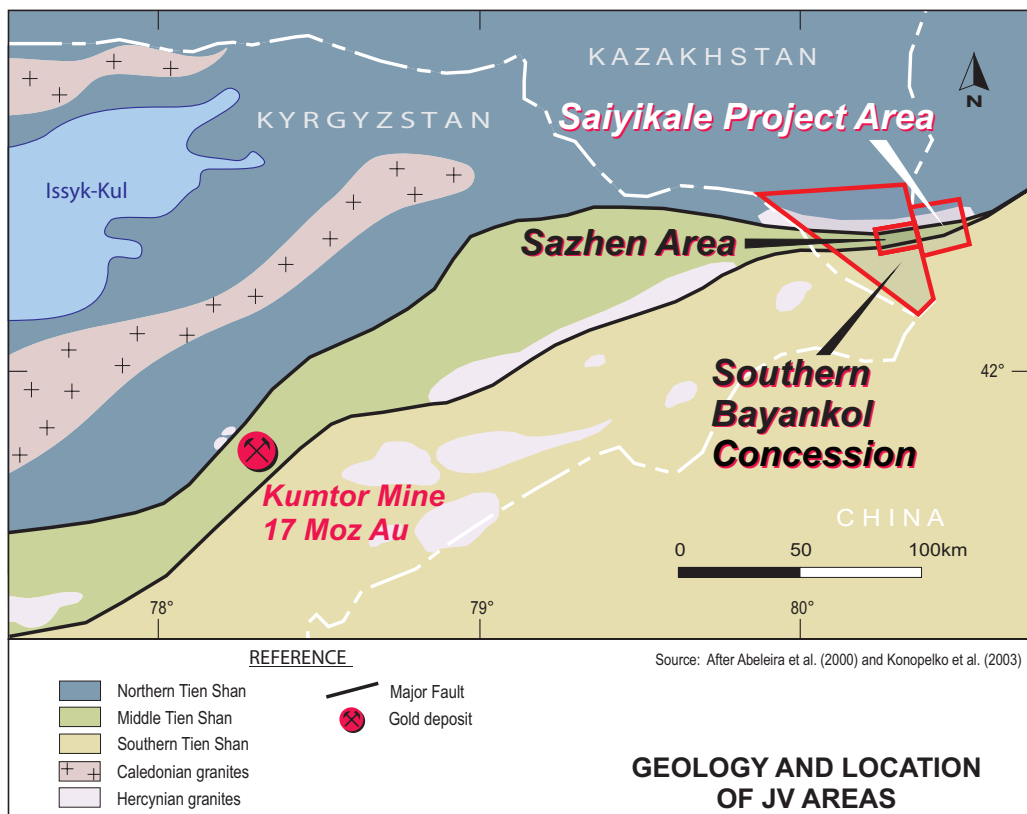 KAZAKHSTAN
N
KYRGYZSTAN
Saiyikale Project Area
Issyk-Kul
Sazhen Area
42°
Southern
Bayankol
Concession
Kumtor Mine
17 Moz Au
CHINA
0 50 100km
78° 79° 80°
REFERENCE
Source: After Abeleira et al. (2000) and Konopelko et al. (2003)
Northern Tien Shan
Middle Tien Shan
Southern Tien Shan
Caledonian granites
Hercynian granites
Major Fault
Gold deposit
GEOLOGY AND LOCATION
OF JV AREAS